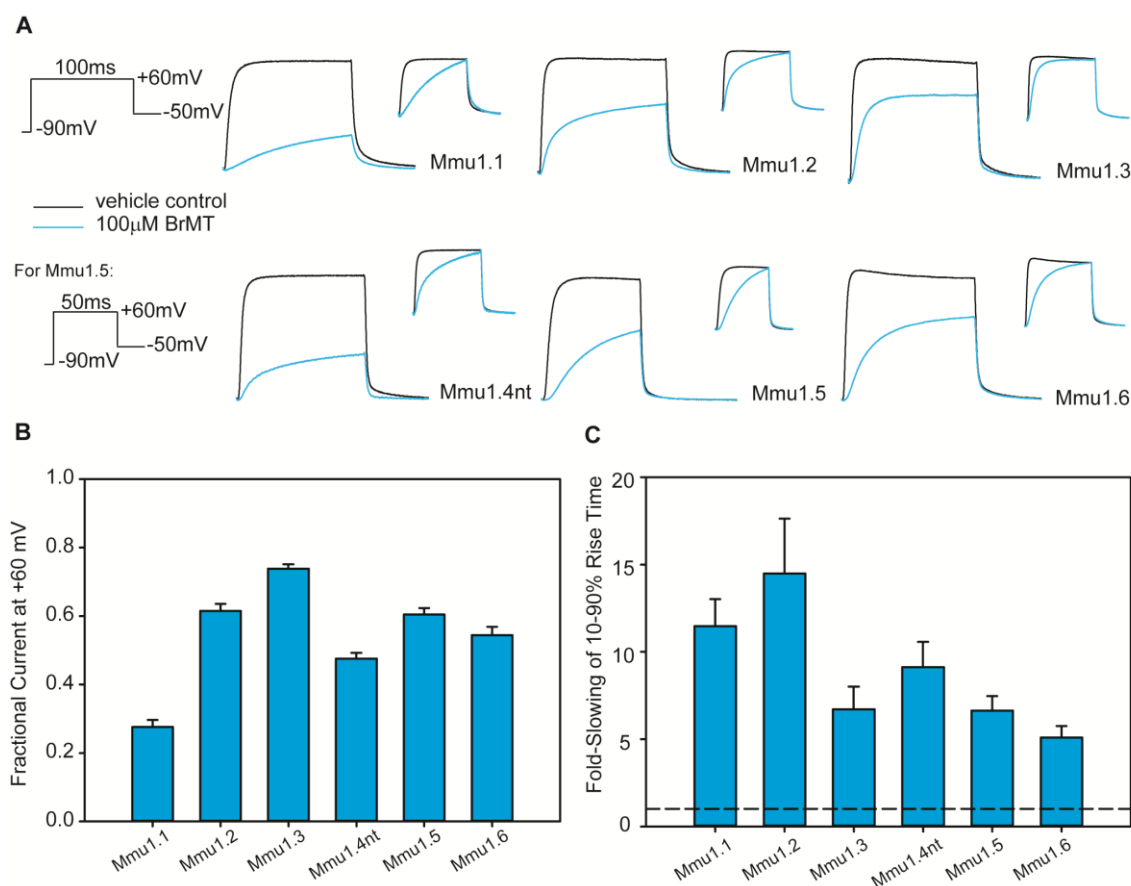 A
100ms
+60mV
-50mV
-90mV
vehicle control
100μM BrMT
Mmu1.1
Mmu1.2
Mmu1.3
For Mmu1.5:
50ms
+60mV
-50mV
-90mV
Mmu1.4nt
Mmu1.5
Mmu1.6
B
Fractional Current at +60 mV
1.0
0.8
0.6
0.4
0.2
0.0
Mmu1.1
Mmu1.2
Mmu1.3
Mmu1.4nt
Mmu1.5
Mmu1.6
C
Fold-Slowing of 10-90% Rise Time
20
15
10
5
0
Mmu1.1
Mmu1.2
Mmu1.3
Mmu1.4nt
Mmu1.5
Mmu1.6